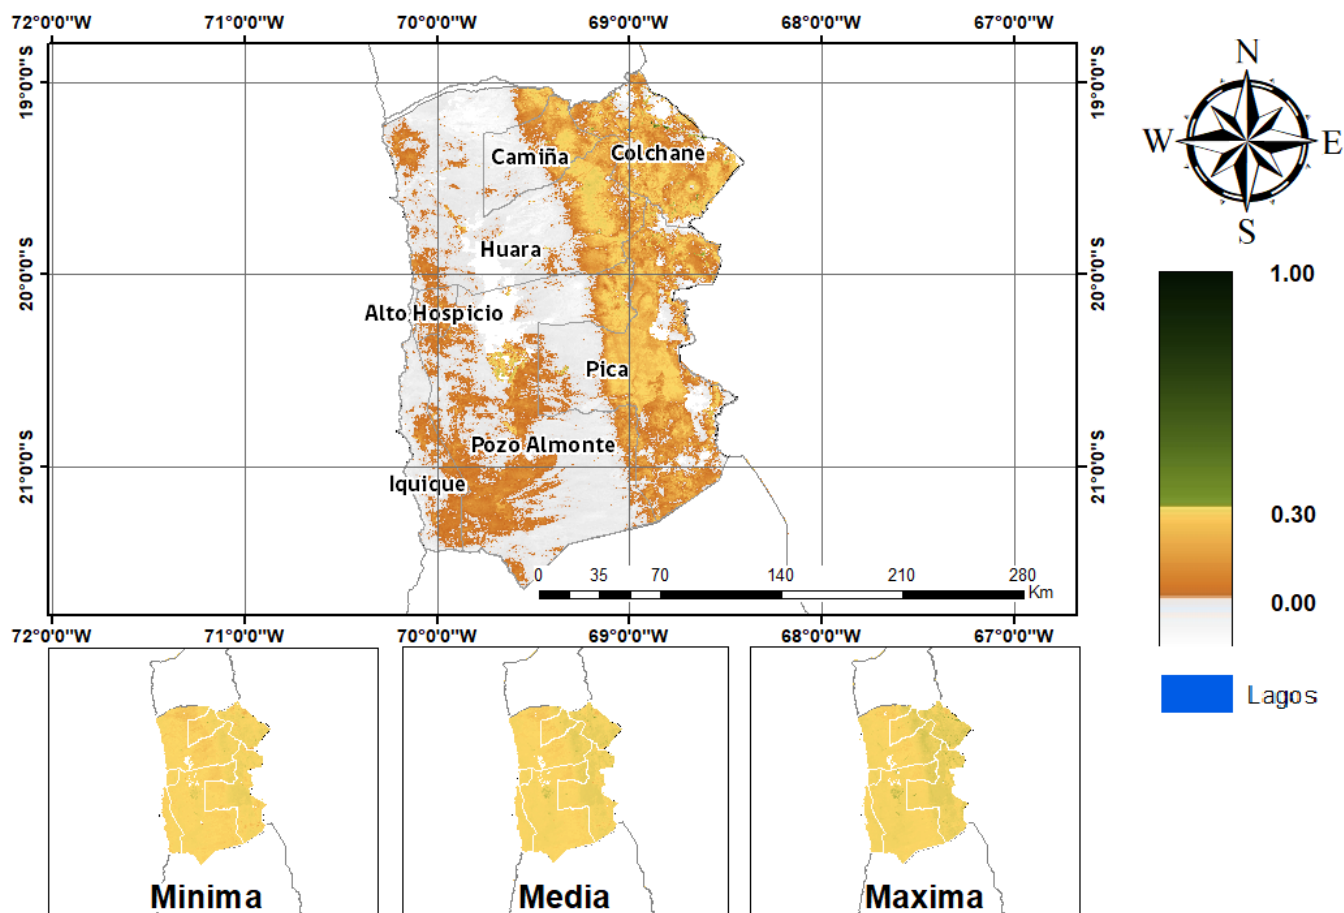 72°0'0"W 71°0'0"W 70°0'0"W 69°0'0"W 68°0'0"W 67°0'0"W
N
W E
S
19°0'0"S 19°0'0"S
Camiña Colchane
Huara
20°0'0"S 20°0'0"S
1.00
Alto Hospicio
Pica
Pozo Almonte
21°0'0"S 21°0'0"S
Iquique
0.30
0 35 70 140 210 280
Km
0.00
72°0'0"W 71°0'0"W 70°0'0"W 69°0'0"W 68°0'0"W 67°0'0"W
Lagos
Minima Media Maxima